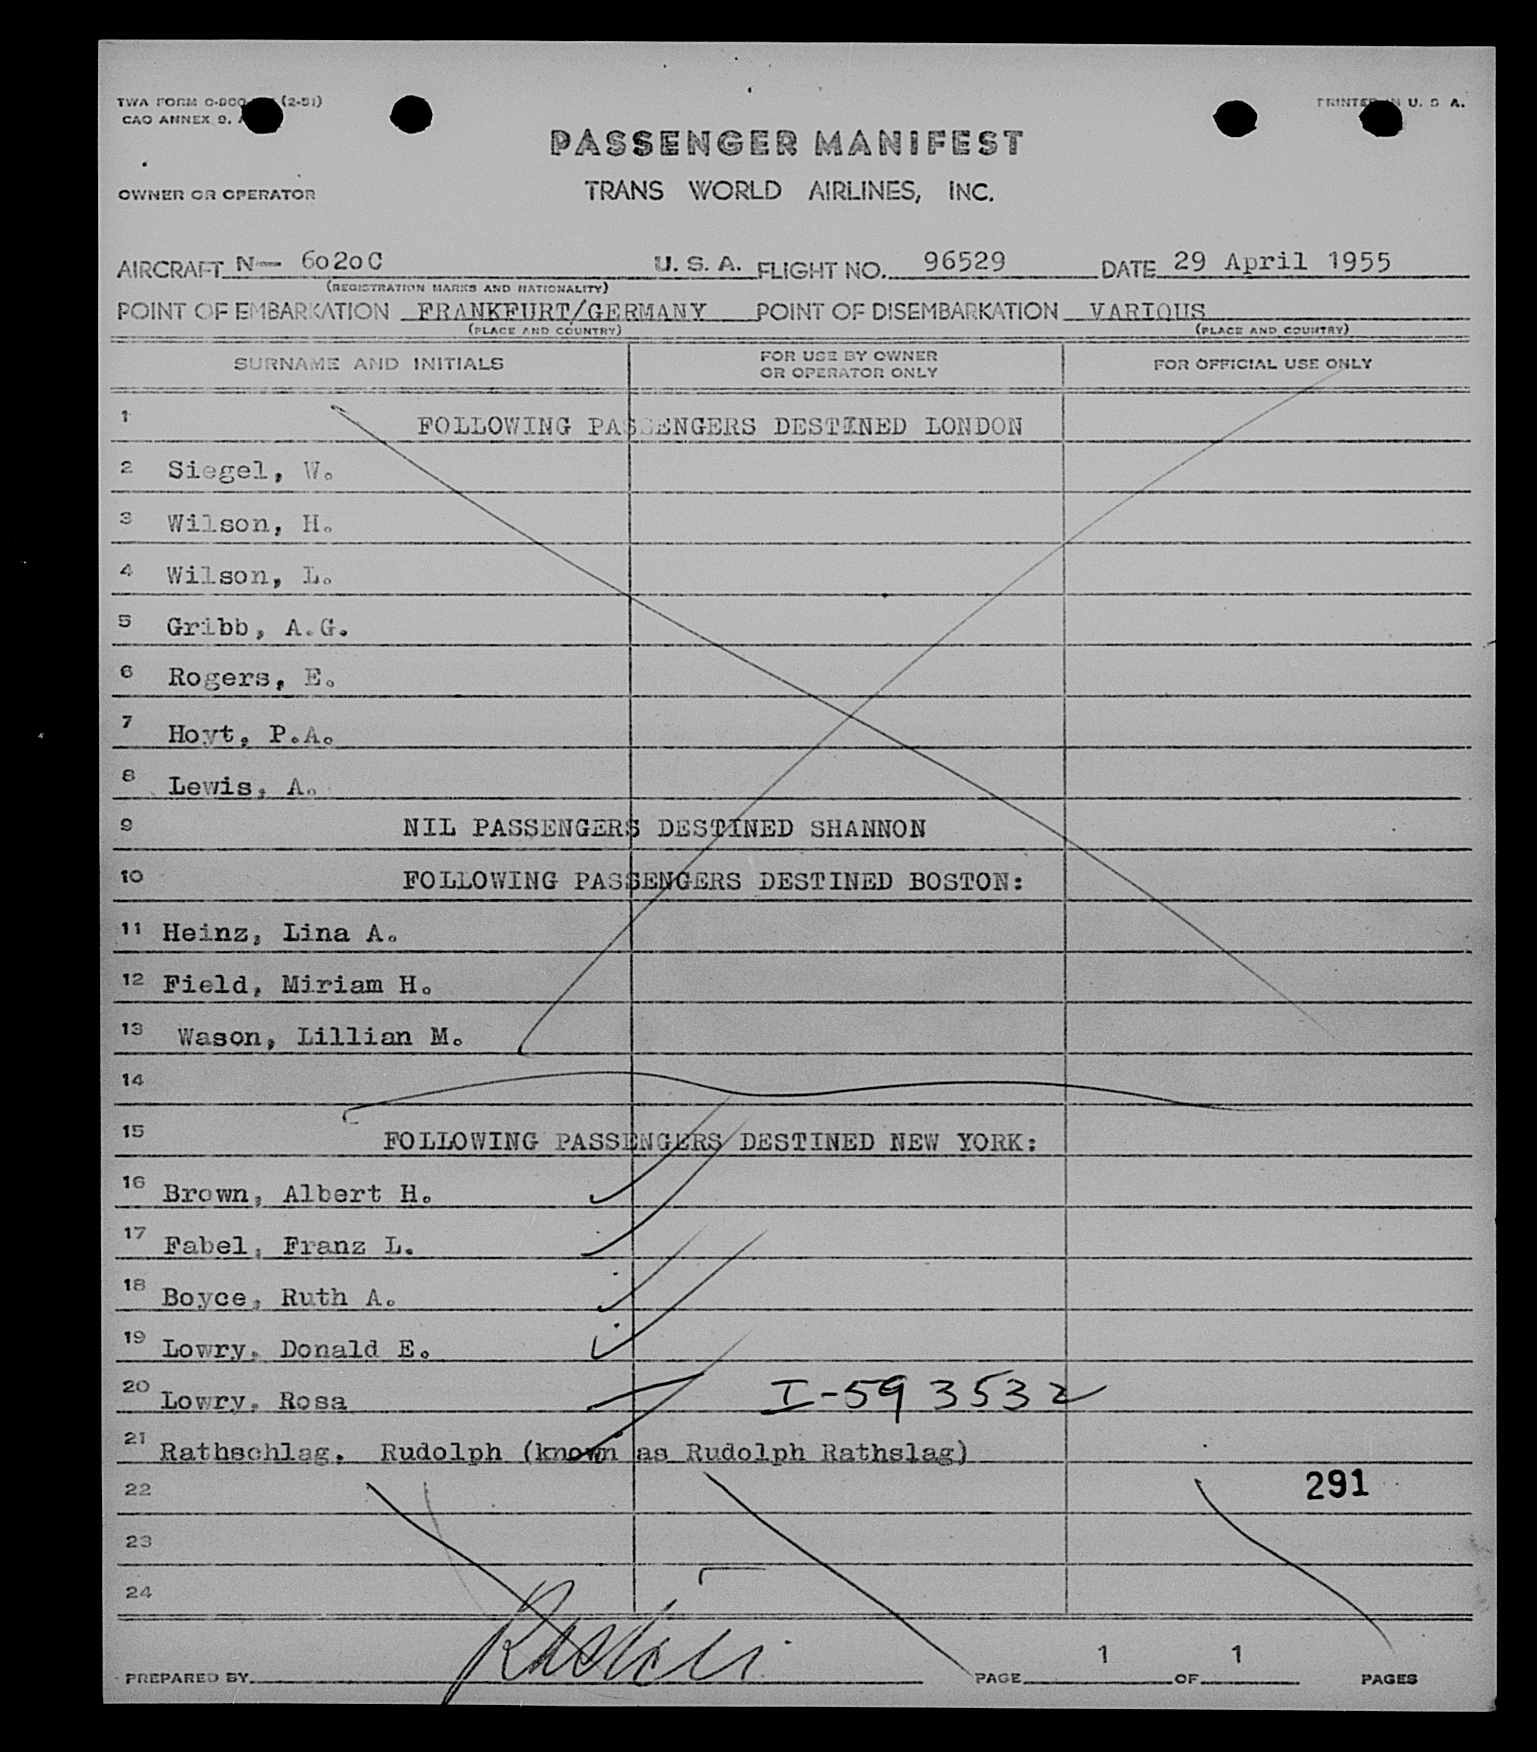 TWA FORM (2-51) PRINTED IN U. S. A.
CAO ANNEX 9,
PASSENGER MANIFEST
OWNER OR OPERATOR TRANS WORLD AIRLINES, INC.
AIRCRAFT N— 6020C U. S. A. FLIGHT NO. 96529 DATE 29 April 1955
(REGISTRATION MARKS AND NATIONALITY)
POINT OF EMBARKATION FRANKFURT/GERMANY POINT OF DISEMBARKATION VARIOUS
(PLACE AND COUNTRY) (PLACE AND COUNTRY)
SURNAME AND INITIALS FOR USE BY OWNER OR OPERATOR ONLY FOR OFFICIAL USE ONLY
1 FOLLOWING PASSENGERS DESTINED LONDON
2 Siegel, W.
3 Wilson, H.
4 Wilson, L.
5 Gribb, A.G.
6 Rogers, E.
7 Hoyt, P.A.
8 Lewis, A.
9 NIL PASSENGERS DESTINED SHANNON
10 FOLLOWING PASSENGERS DESTINED BOSTON:
11 Heinz, Lina A.
12 Field, Miriam H.
13 Wason, Lillian M.
14
15 FOLLOWING PASSENGERS DESTINED NEW YORK:
16 Brown, Albert H.
17 Fabel, Franz L.
18 Boyce, Ruth A.
19 Lowry, Donald E.
20 Lowry, Rosa I-593532
21 Rathschlag, Rudolph (known as Rudolph Rathslag)
22 291
23
24
PREPARED BY PAGE 1 OF 1 PAGES